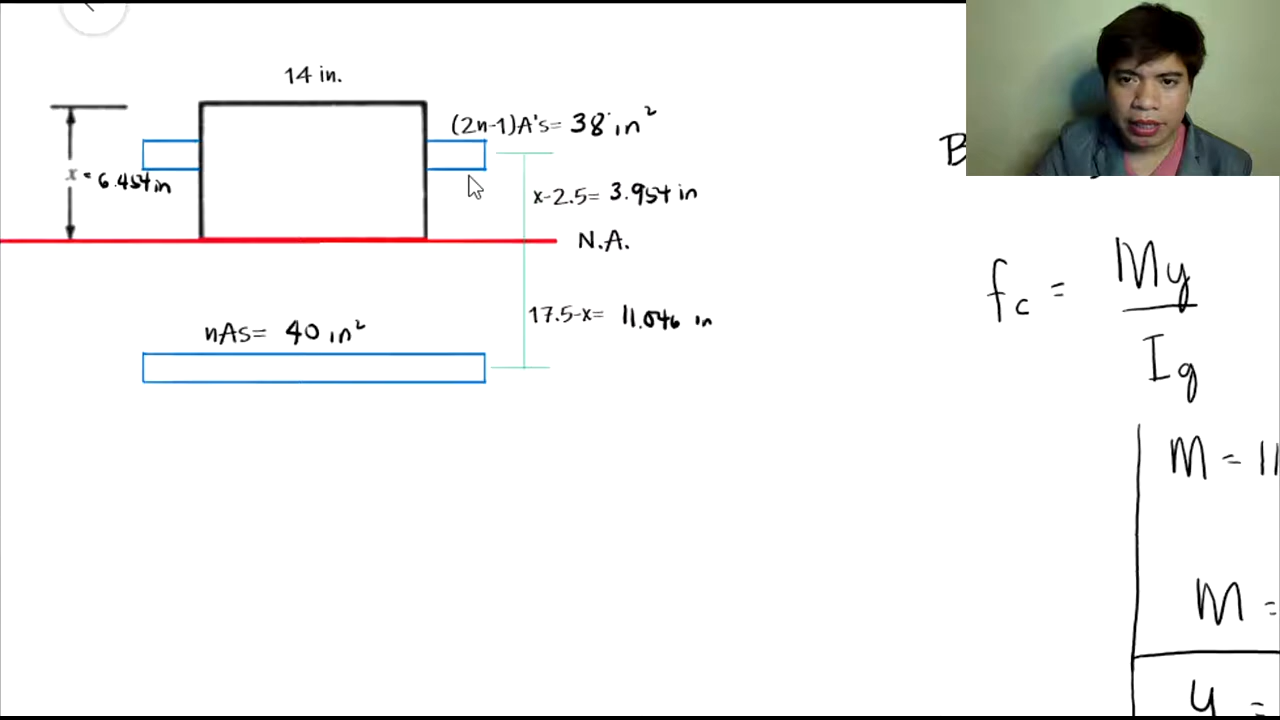 14 in.
(2n-1)A's= 38 in²
x = 6.454 in
x-2.5= 3.954 in
N.A.
17.5-x= 11.046 in
nAs= 40 in²
B
fc = My / Ig
M = 11
M =
y =